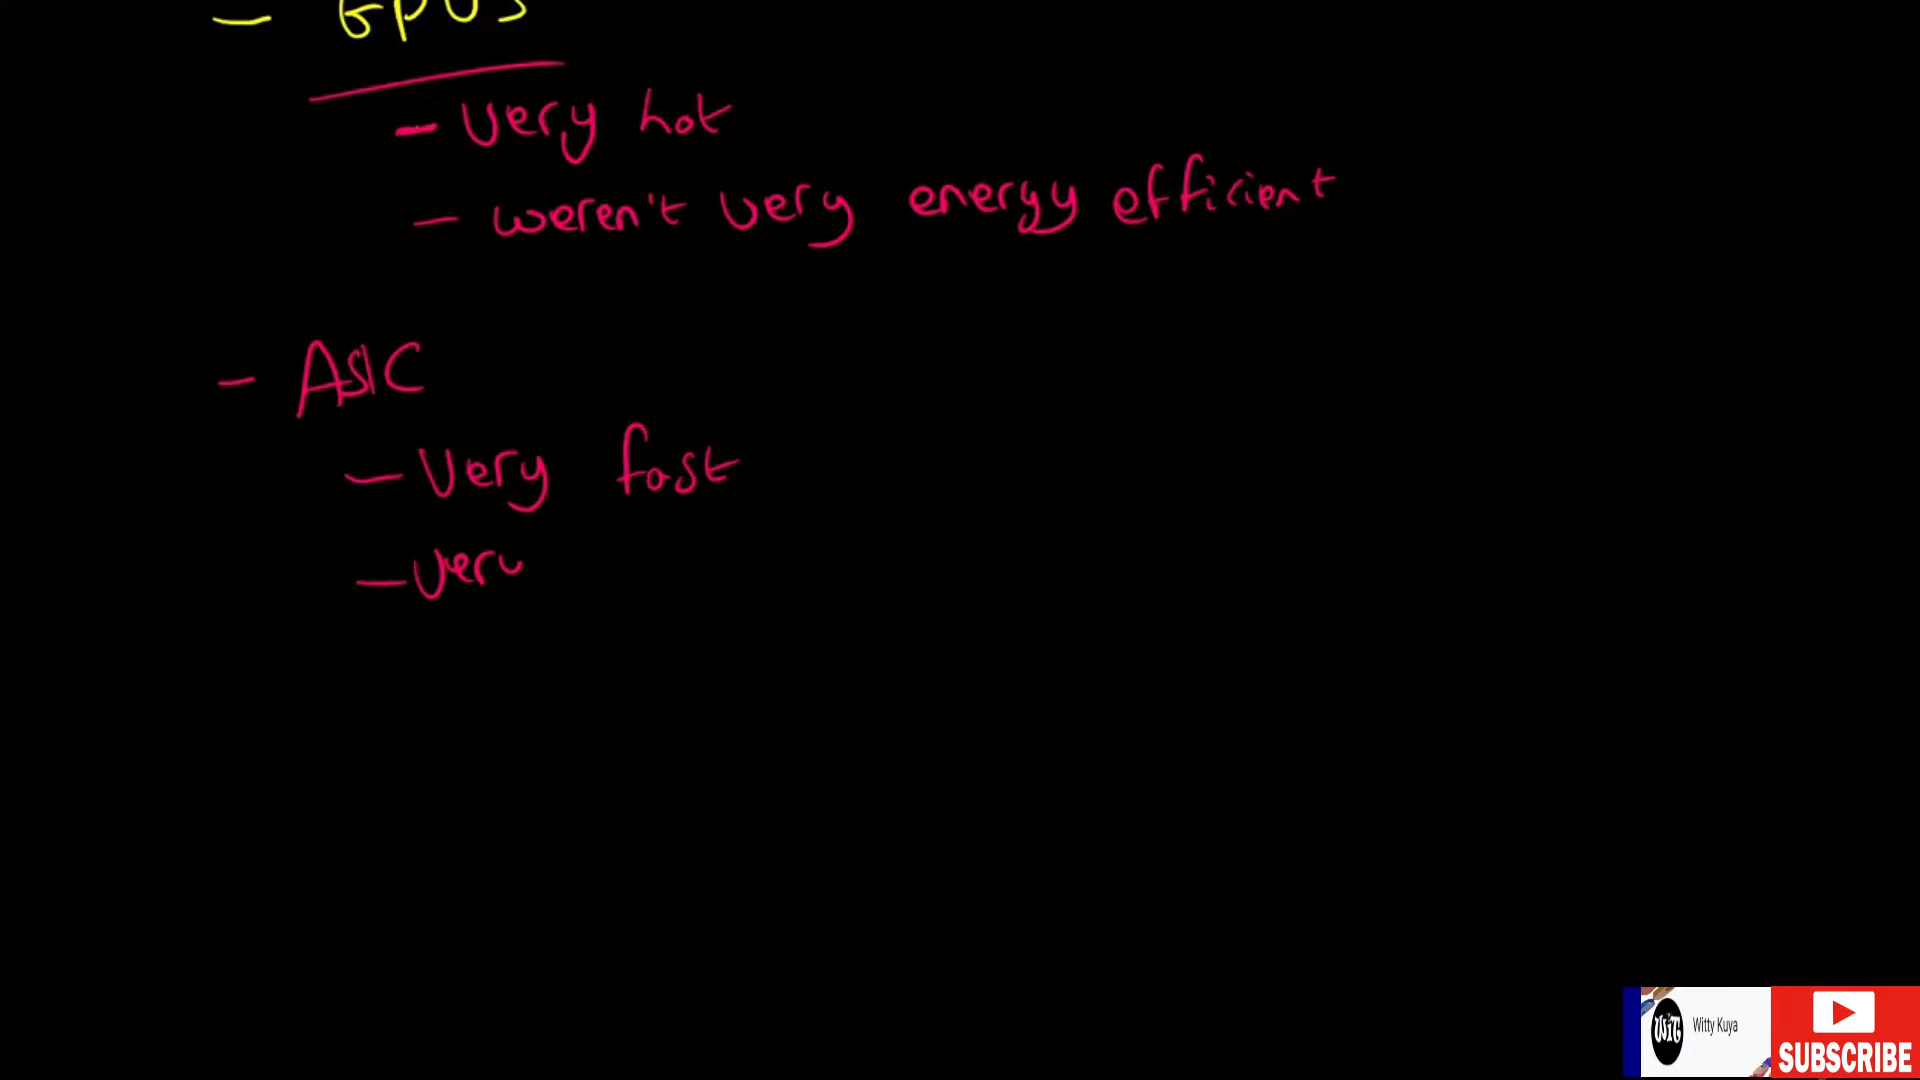 - GPUs
- Very hot
- weren't very energy efficient
- ASIC
- Very fast
- Very
Witty Kuya
SUBSCRIBE